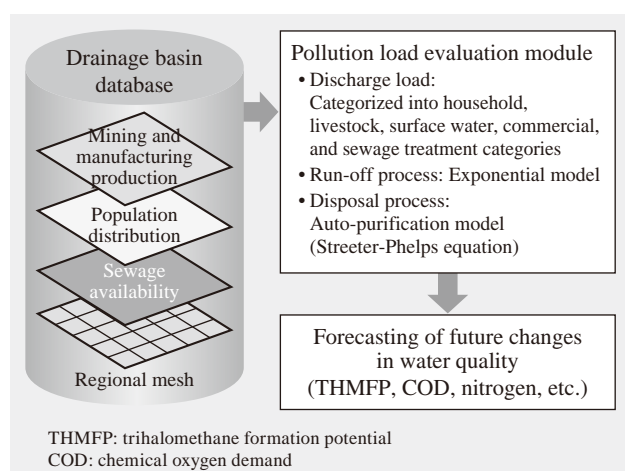 Drainage basin
database
Mining and
manufacturing
production
Population
distribution
Sewage
availability
Regional mesh
Pollution load evaluation module
• Discharge load:
Categorized into household,
livestock, surface water, commercial,
and sewage treatment categories
• Run-off process: Exponential model
• Disposal process:
Auto-purification model
(Streeter-Phelps equation)
Forecasting of future changes
in water quality
(THMFP, COD, nitrogen, etc.)
THMFP: trihalomethane formation potential
COD: chemical oxygen demand